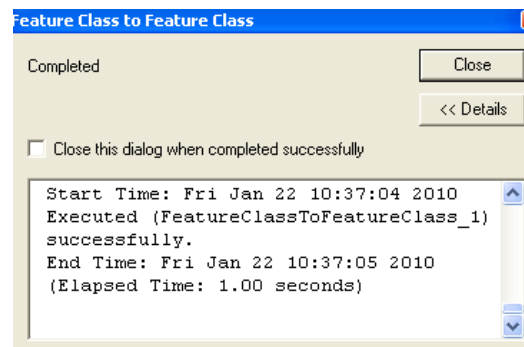 Feature Class to Feature Class
Completed
Close
<< Details
Close this dialog when completed successfully
Start Time: Fri Jan 22 10:37:04 2010
Executed (FeatureClassToFeatureClass_1)
successfully.
End Time: Fri Jan 22 10:37:05 2010
(Elapsed Time: 1.00 seconds)